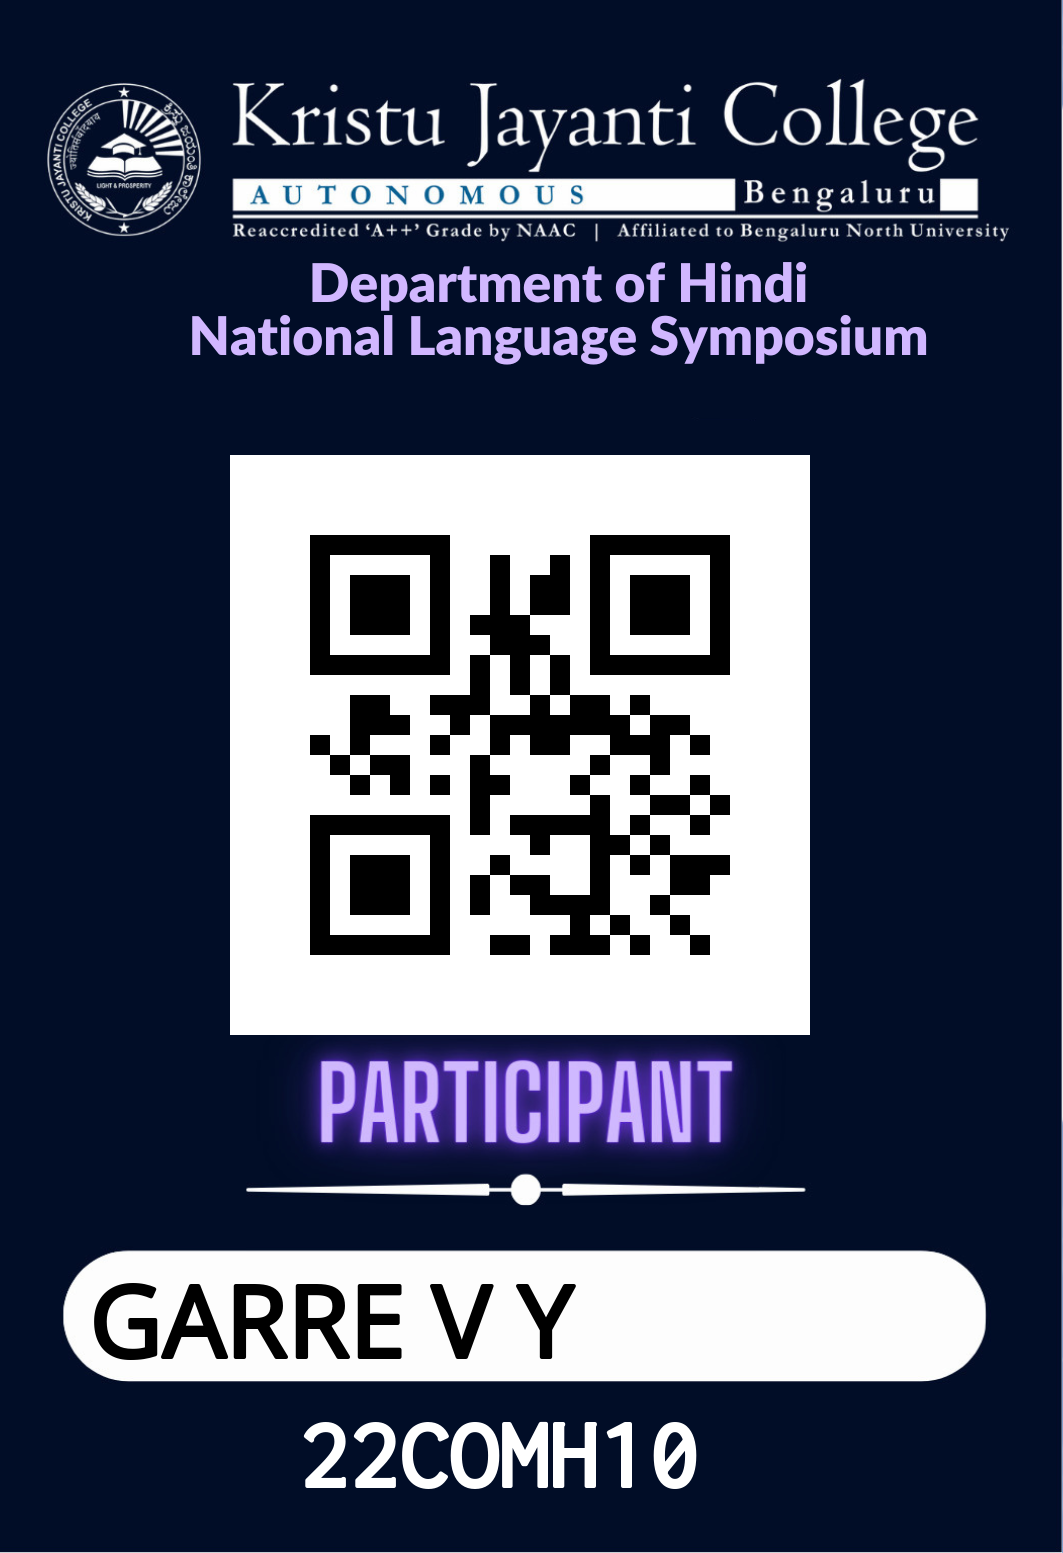 KRISTU JAYANTI COLLEGE
LIGHT & PROSPERITY
Kristu Jayanti College
AUTONOMOUS Bengaluru
Reaccredited ‘A++’ Grade by NAAC | Affiliated to Bengaluru North University
Department of Hindi
National Language Symposium
PARTICIPANT
GARRE V Y
22COMH10